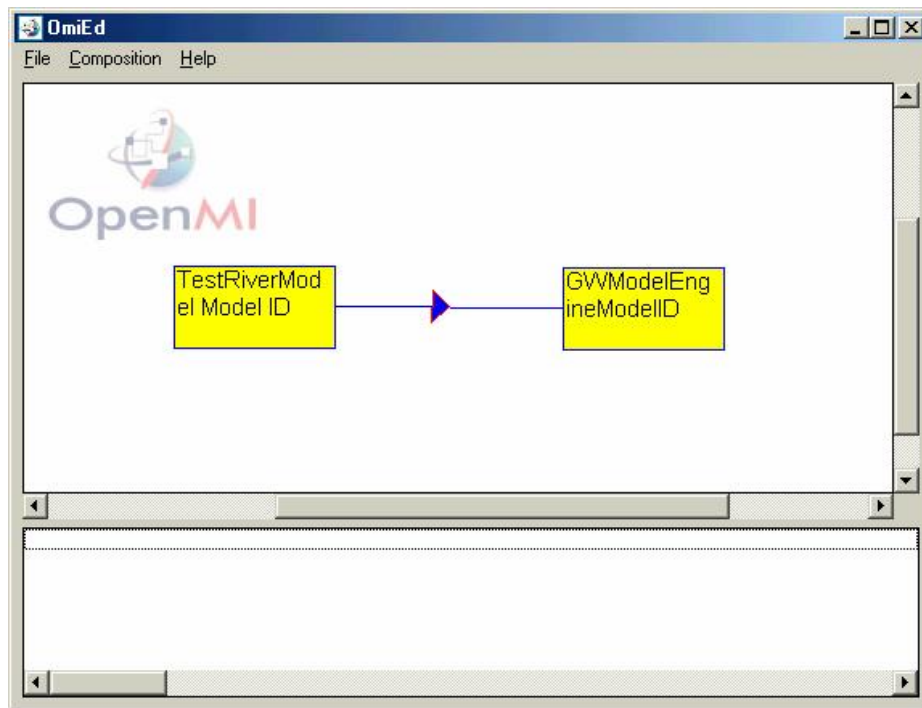 OmiEd
File Composition Help
OpenMI
TestRiverMod
el Model ID
GWModelEng
ineModelID